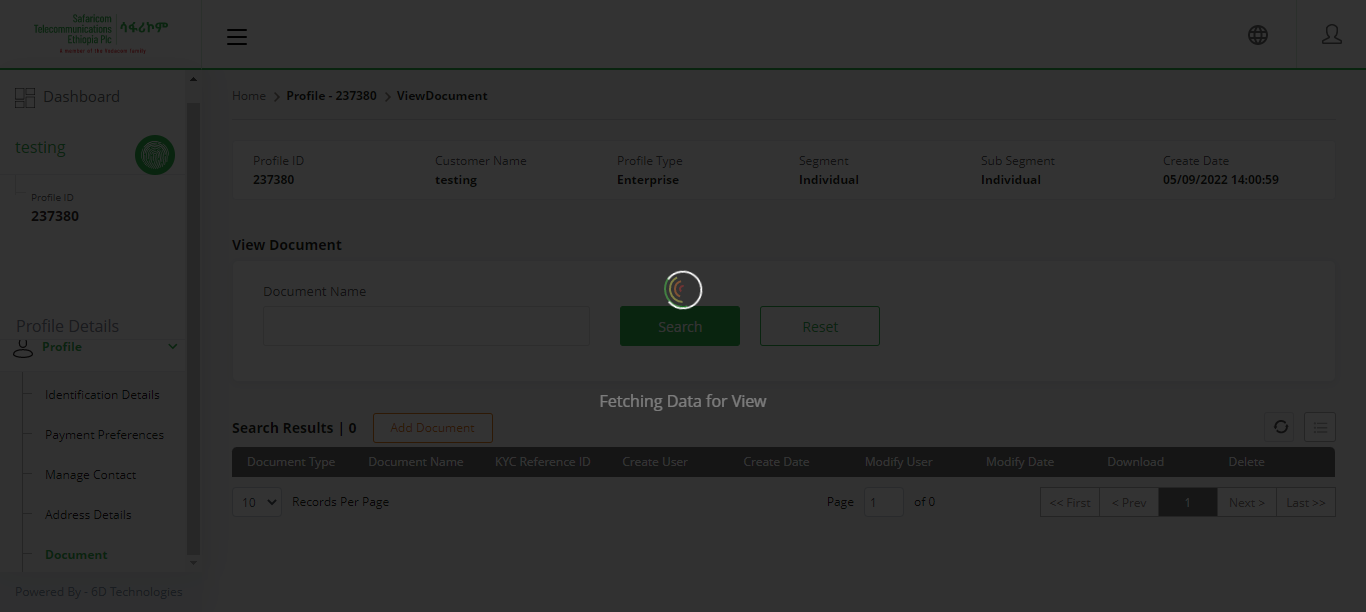 Safaricom
Telecommunications
Ethiopia Plc
ሳፋሪኮም
A member of the Vodacom family
Dashboard
testing
Profile ID
237380
Profile Details
Profile
Identification Details
Payment Preferences
Manage Contact
Address Details
Document
Powered By - 6D Technologies
Home > Profile - 237380 > ViewDocument
Profile ID Customer Name Profile Type Segment Sub Segment Create Date
237380 testing Enterprise Individual Individual 05/09/2022 14:00:59
View Document
Document Name
Search Reset
Fetching Data for View
Search Results | 0 Add Document
Document Type Document Name KYC Reference ID Create User Create Date Modify User Modify Date Download Delete
10 Records Per Page Page 1 of 0 << First < Prev 1 Next > Last >>